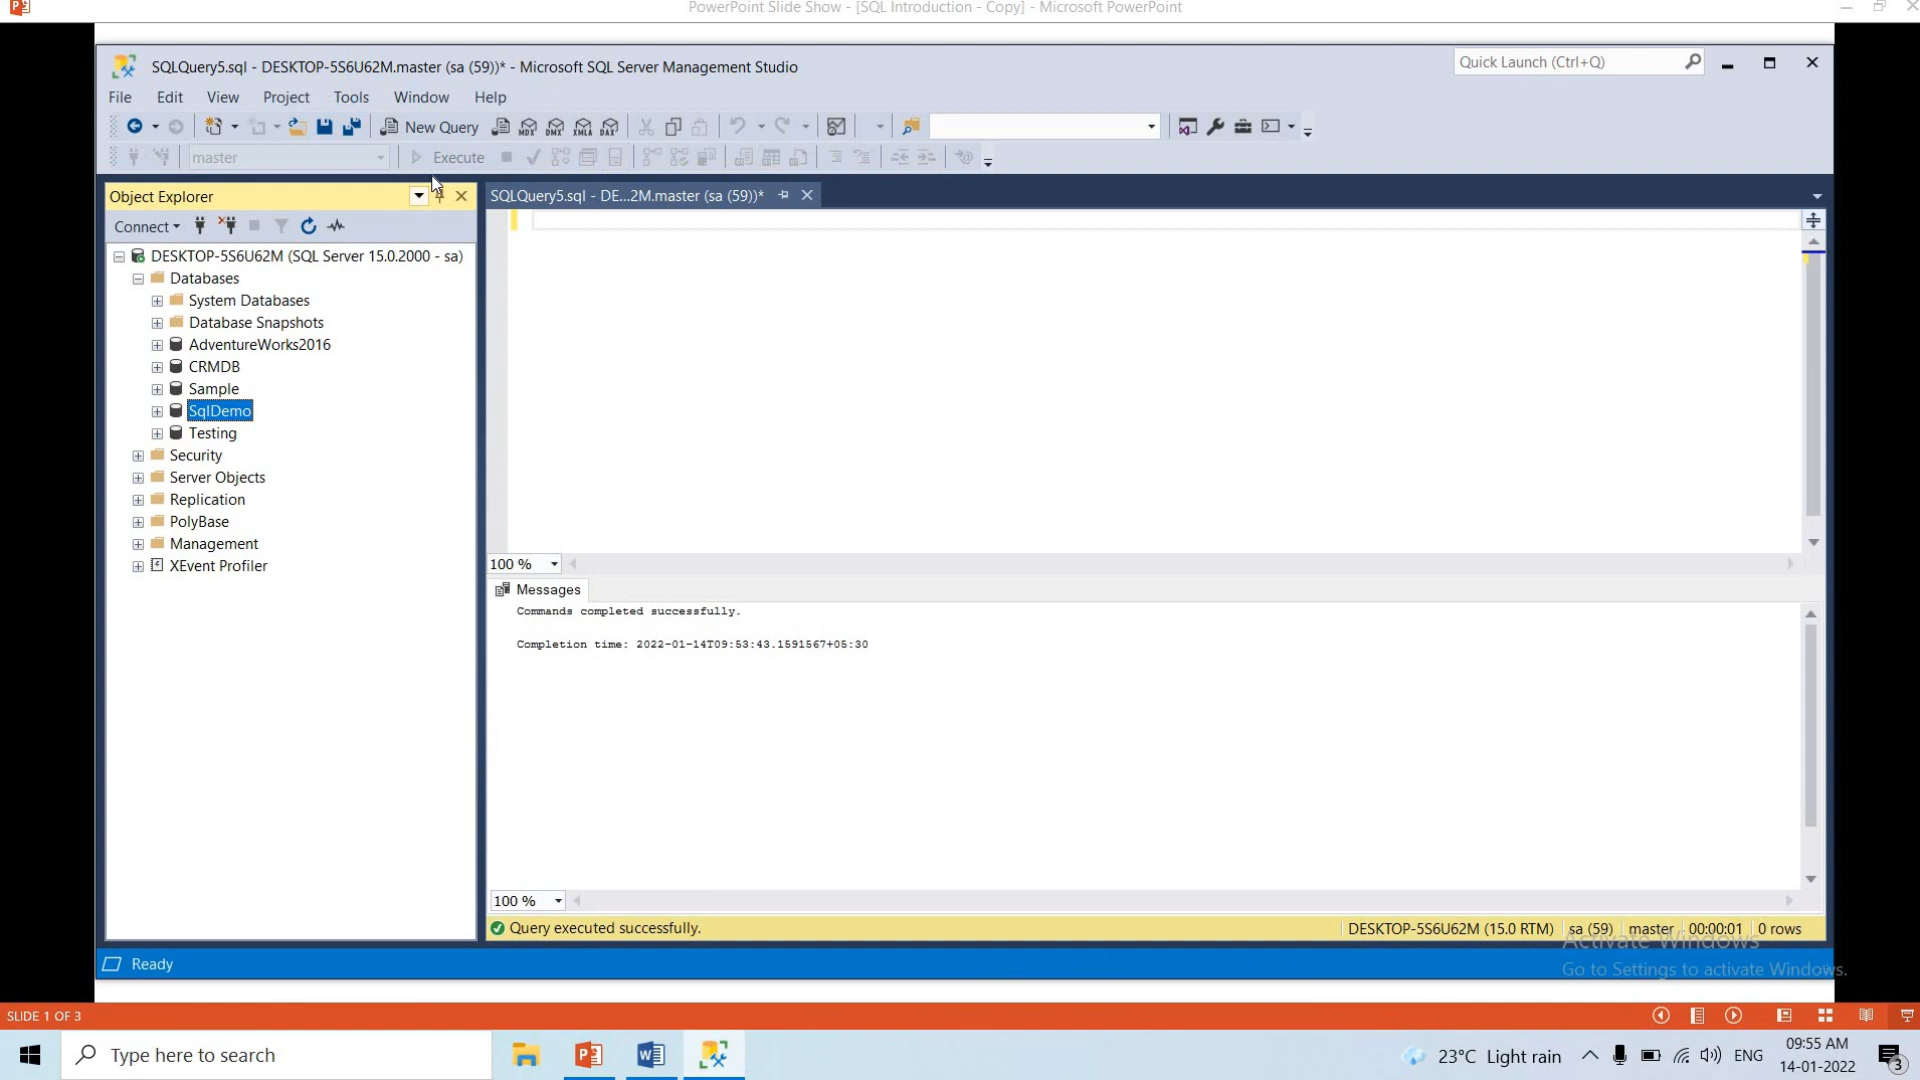 PowerPoint Slide Show - [SQL Introduction - Copy] - Microsoft PowerPoint
SQLQuery5.sql - DESKTOP-5S6U62M.master (sa (59))* - Microsoft SQL Server Management Studio
Quick Launch (Ctrl+Q)
File Edit View Project Tools Window Help
New Query MDX DMX XMLA DAX
master Execute
Object Explorer
SQLQuery5.sql - DE...2M.master (sa (59))*
Connect
DESKTOP-5S6U62M (SQL Server 15.0.2000 - sa)
Databases
System Databases
Database Snapshots
AdventureWorks2016
CRMDB
Sample
SqlDemo
Testing
Security
Server Objects
Replication
PolyBase
Management
XEvent Profiler
100 %
Messages
Commands completed successfully.
Completion time: 2022-01-14T09:53:43.1591567+05:30
100 %
Query executed successfully.
DESKTOP-5S6U62M (15.0 RTM) sa (59) master 00:00:01 0 rows
Activate Windows
Go to Settings to activate Windows.
Ready
SLIDE 1 OF 3
Type here to search
23°C Light rain
ENG
09:55 AM
14-01-2022
3